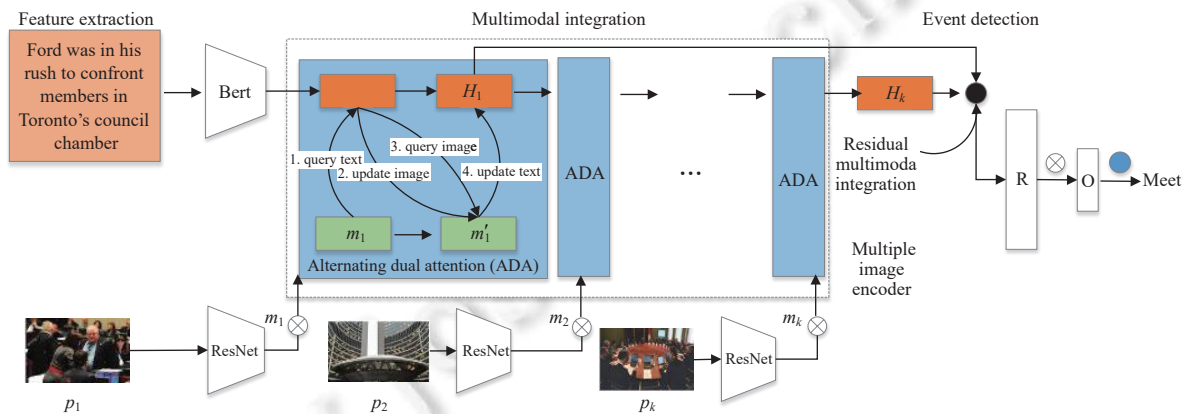 Feature extraction
Multimodal integration
Event detection
Ford was in his
rush to confront
members in
Toronto's council
chamber
Bert
H1
1. query text
2. update image
3. query image
4. update text
m1
m′1
Alternating dual attention (ADA)
ADA
...
ADA
Hk
Residual
multimoda
integration
R
O
Meet
Multiple
image
encoder
m1
m2
mk
ResNet
ResNet
ResNet
p1
p2
pk